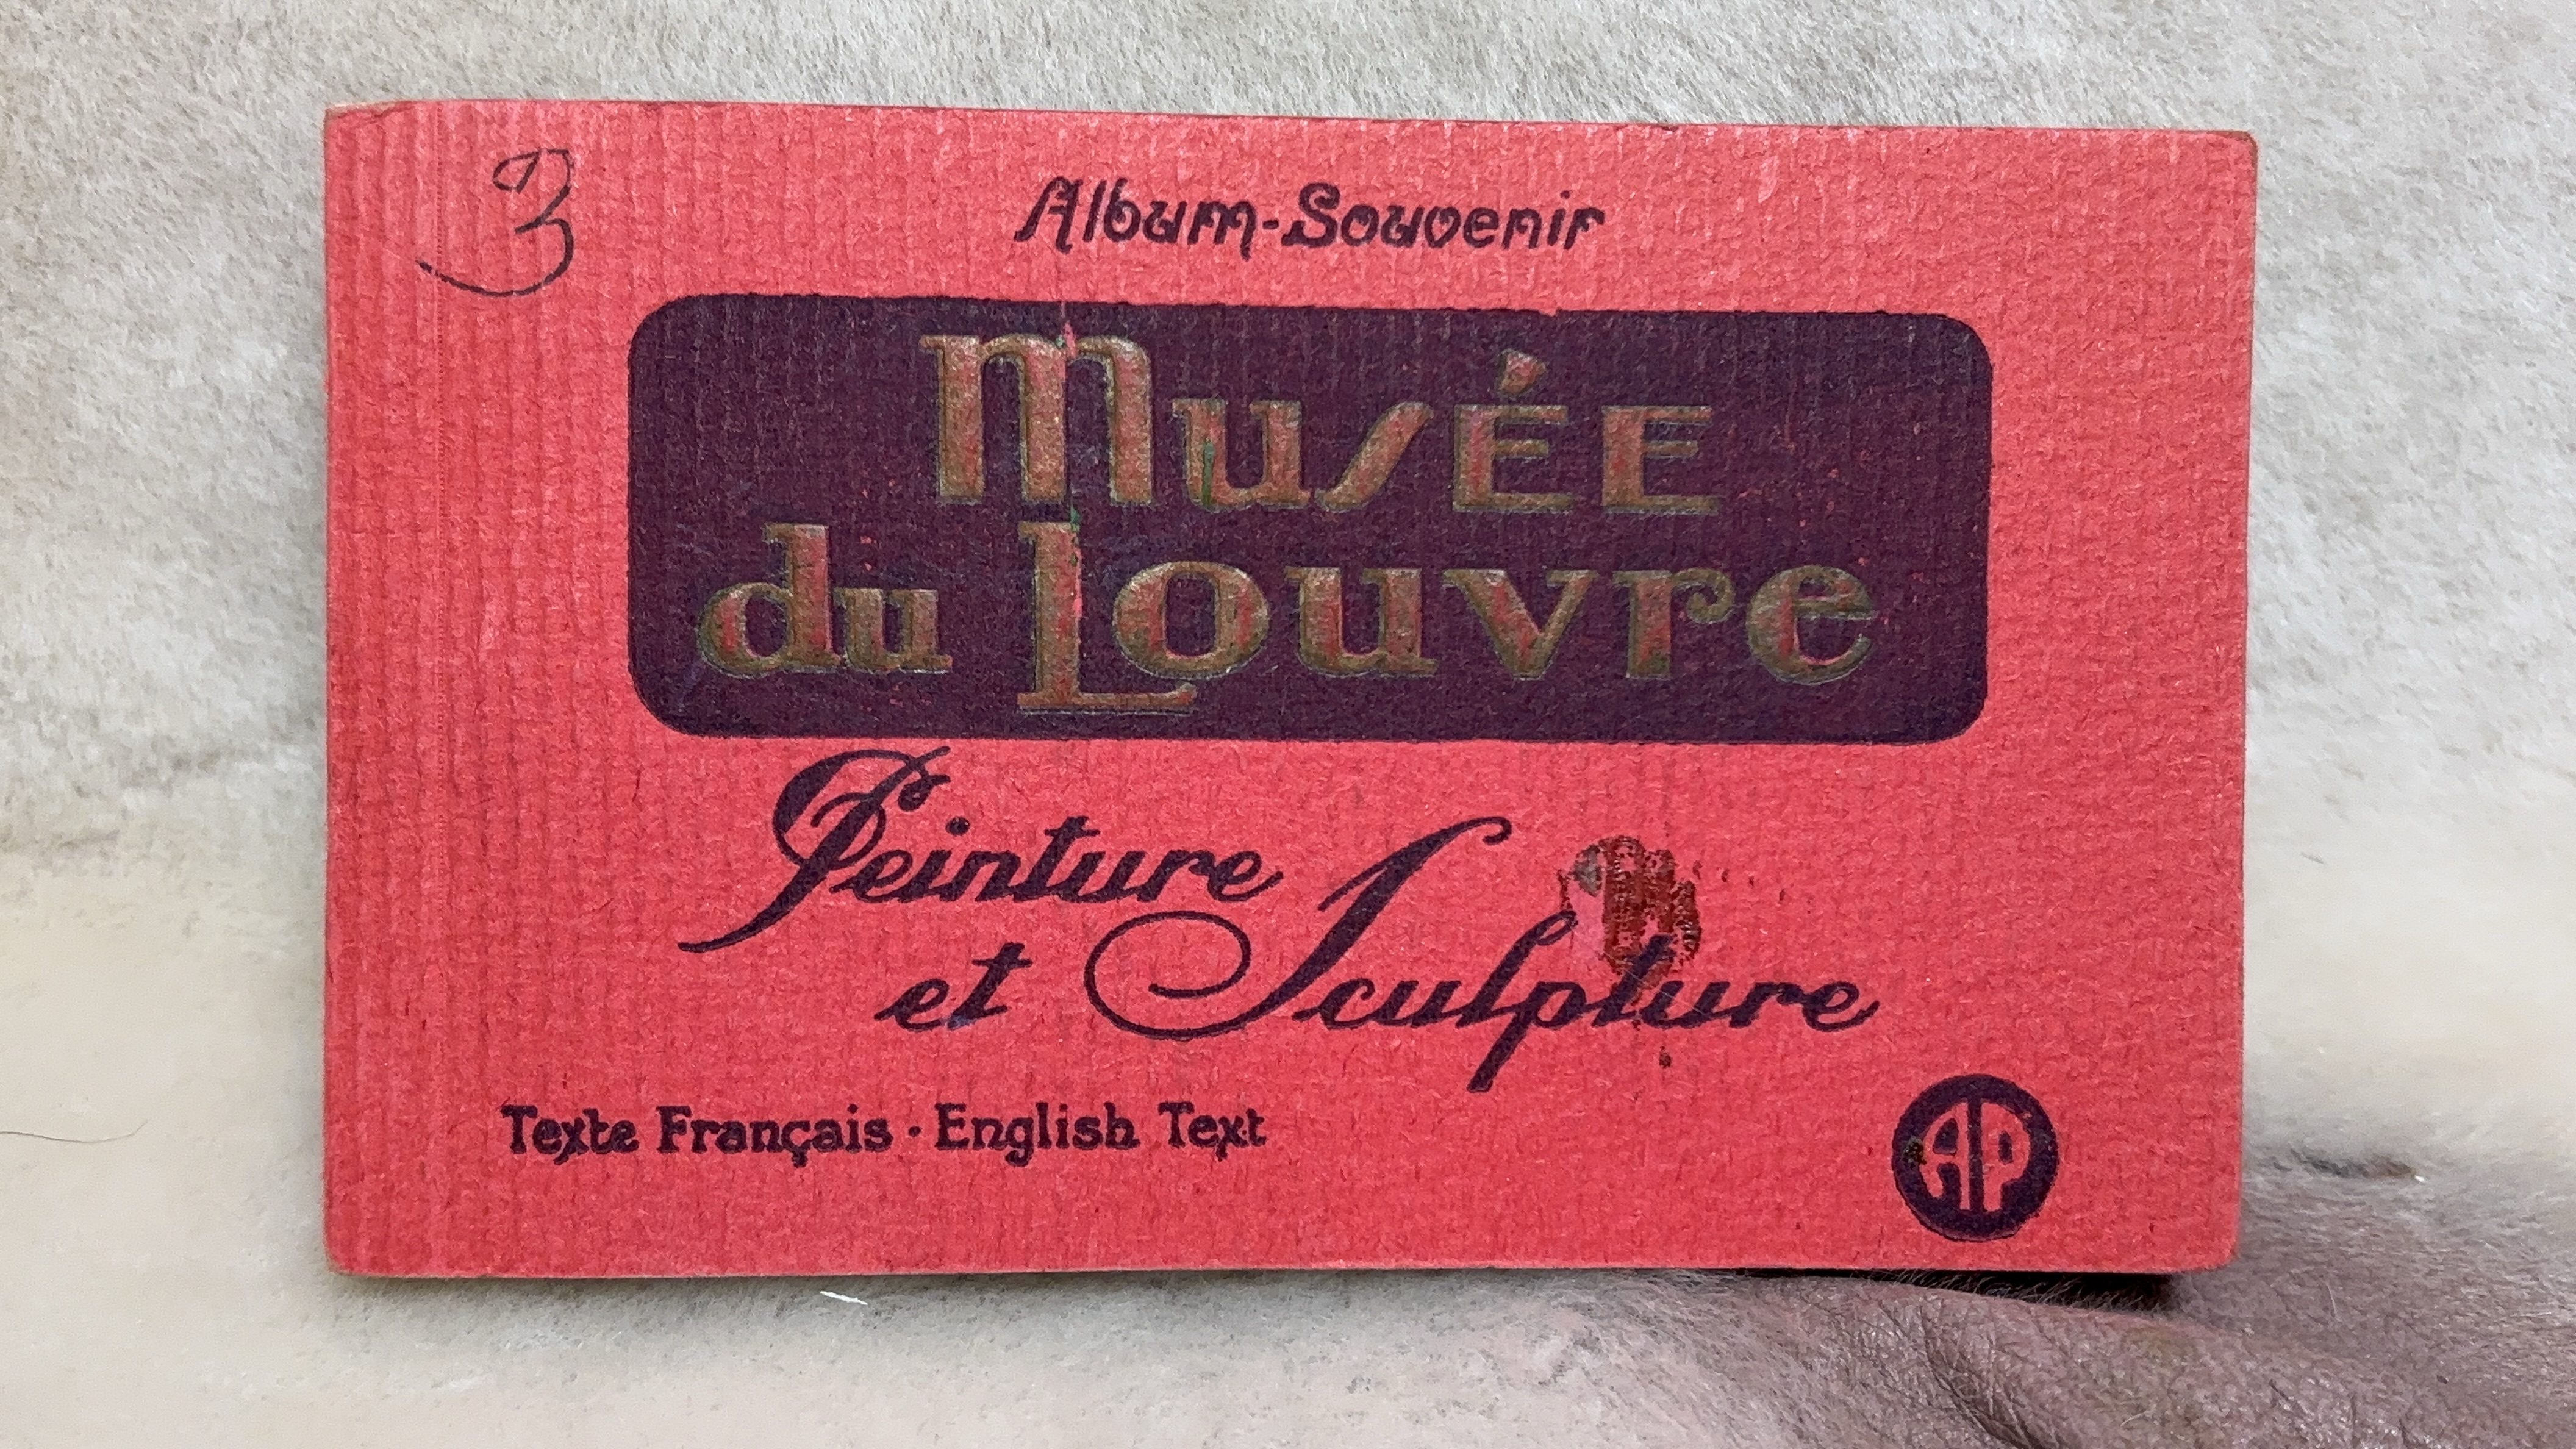 3
Album-Souvenir
Musée
du Louvre
Peinture
et Sculpture
Texte Français · English Text
AP